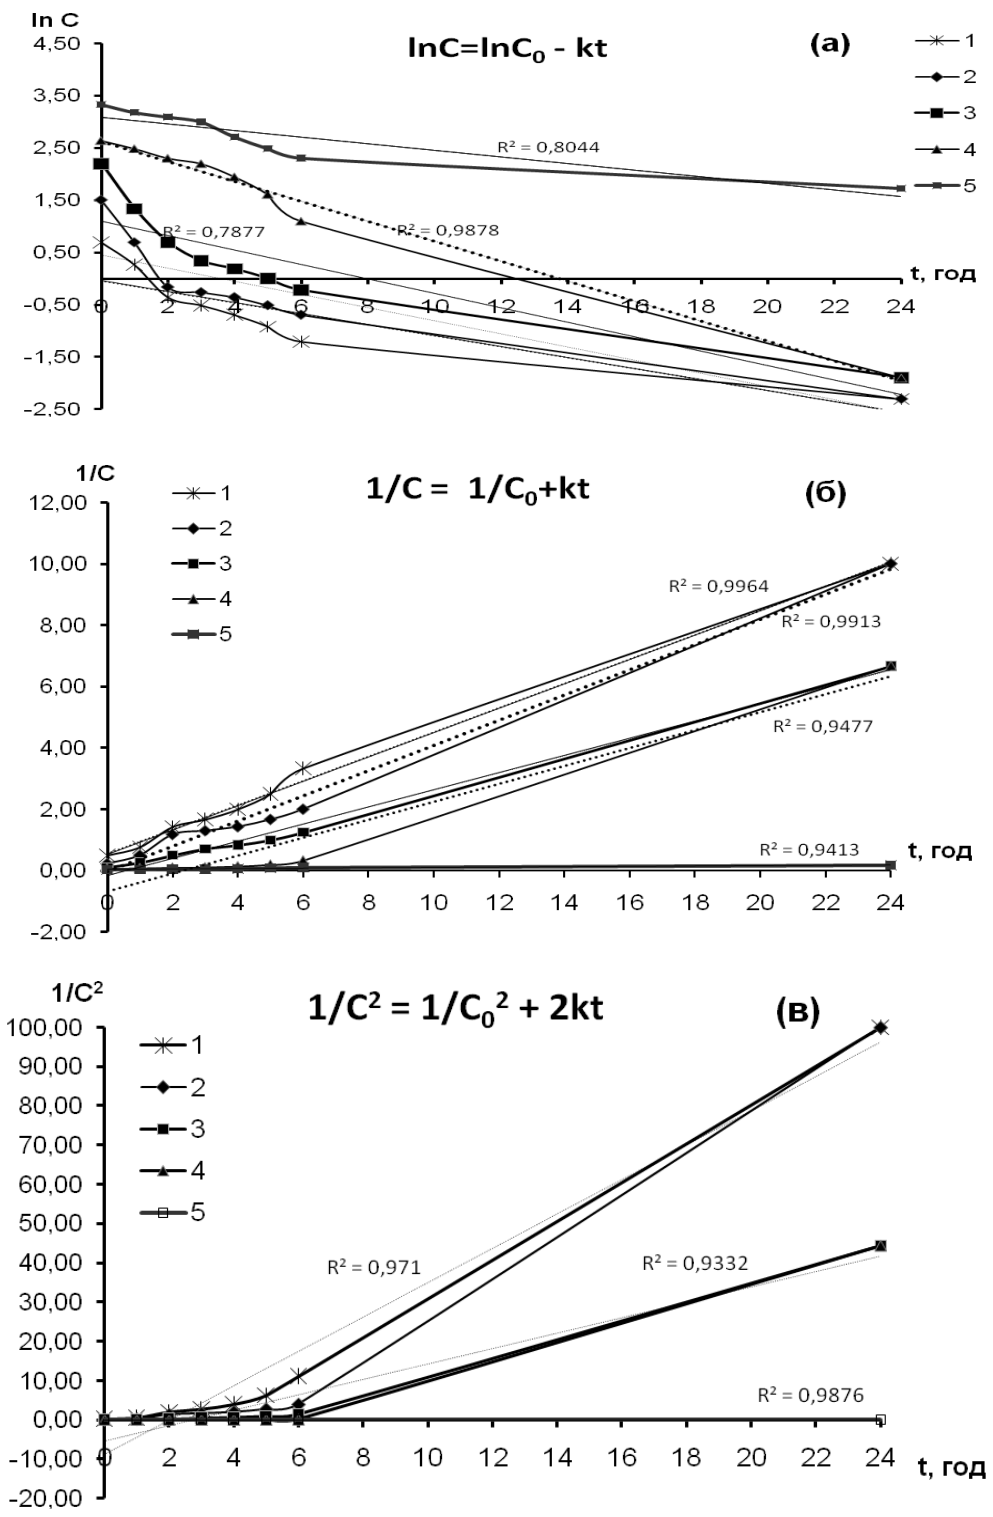 ln C
lnC=lnC₀ - kt
(а)
4,50
3,50
2,50
1,50
0,50
-0,50
-1,50
-2,50
R² = 0,8044
R² = 0,7877
R² = 0,9878
t, год
0 2 4 6 8 10 12 14 16 18 20 22 24
1
2
3
4
5
1/C
1/C = 1/C₀+kt
(б)
1
2
3
4
5
12,00
10,00
8,00
6,00
4,00
2,00
0,00
-2,00
R² = 0,9964
R² = 0,9913
R² = 0,9477
R² = 0,9413
t, год
0 2 4 6 8 10 12 14 16 18 20 22 24
1/C²
1/C² = 1/C₀² + 2kt
(в)
1
2
3
4
5
100,00
90,00
80,00
70,00
60,00
50,00
40,00
30,00
20,00
10,00
0,00
-10,00
-20,00
R² = 0,971
R² = 0,9332
R² = 0,9876
0 2 4 6 8 10 12 14 16 18 20 22 24
t, год